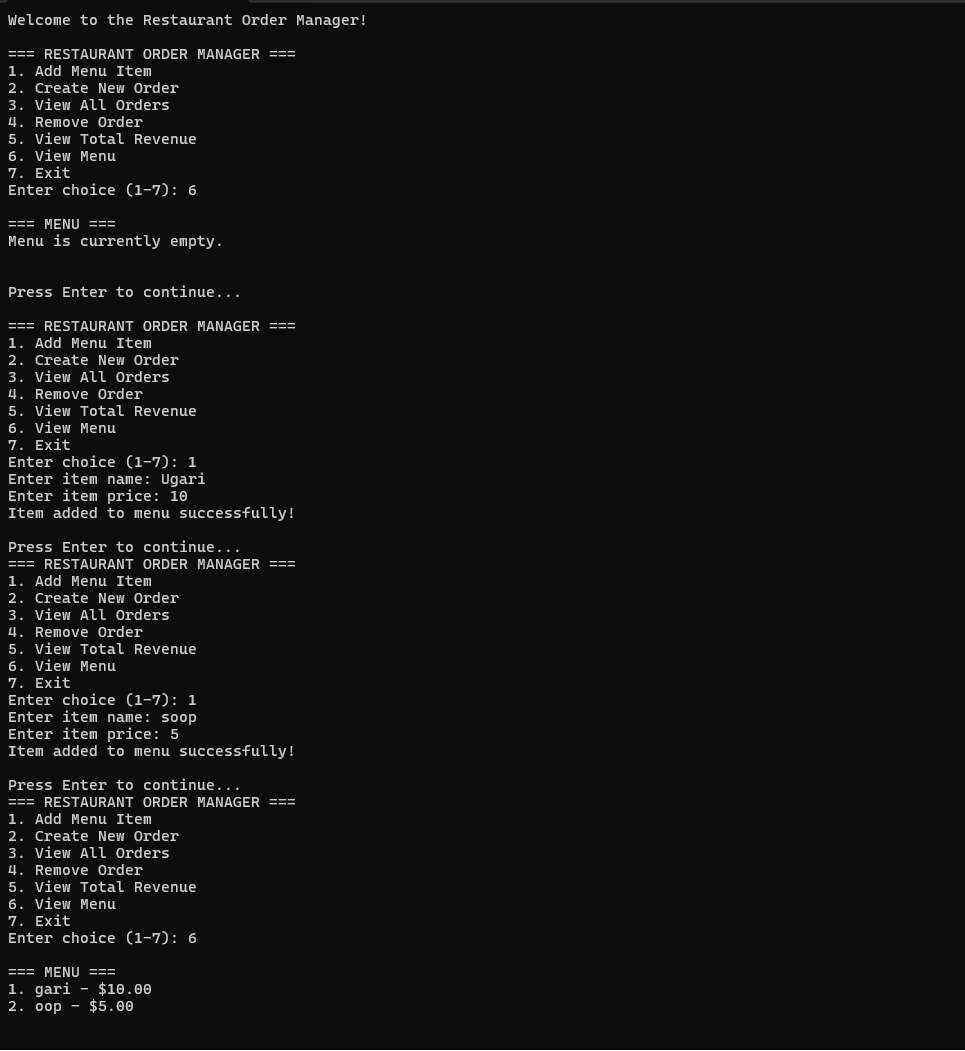 Welcome to the Restaurant Order Manager!
=== RESTAURANT ORDER MANAGER ===
1. Add Menu Item
2. Create New Order
3. View All Orders
4. Remove Order
5. View Total Revenue
6. View Menu
7. Exit
Enter choice (1-7): 6
=== MENU ===
Menu is currently empty.
Press Enter to continue...
=== RESTAURANT ORDER MANAGER ===
1. Add Menu Item
2. Create New Order
3. View All Orders
4. Remove Order
5. View Total Revenue
6. View Menu
7. Exit
Enter choice (1-7): 1
Enter item name: Ugari
Enter item price: 10
Item added to menu successfully!
Press Enter to continue...
=== RESTAURANT ORDER MANAGER ===
1. Add Menu Item
2. Create New Order
3. View All Orders
4. Remove Order
5. View Total Revenue
6. View Menu
7. Exit
Enter choice (1-7): 1
Enter item name: soop
Enter item price: 5
Item added to menu successfully!
Press Enter to continue...
=== RESTAURANT ORDER MANAGER ===
1. Add Menu Item
2. Create New Order
3. View All Orders
4. Remove Order
5. View Total Revenue
6. View Menu
7. Exit
Enter choice (1-7): 6
=== MENU ===
1. gari - $10.00
2. oop - $5.00